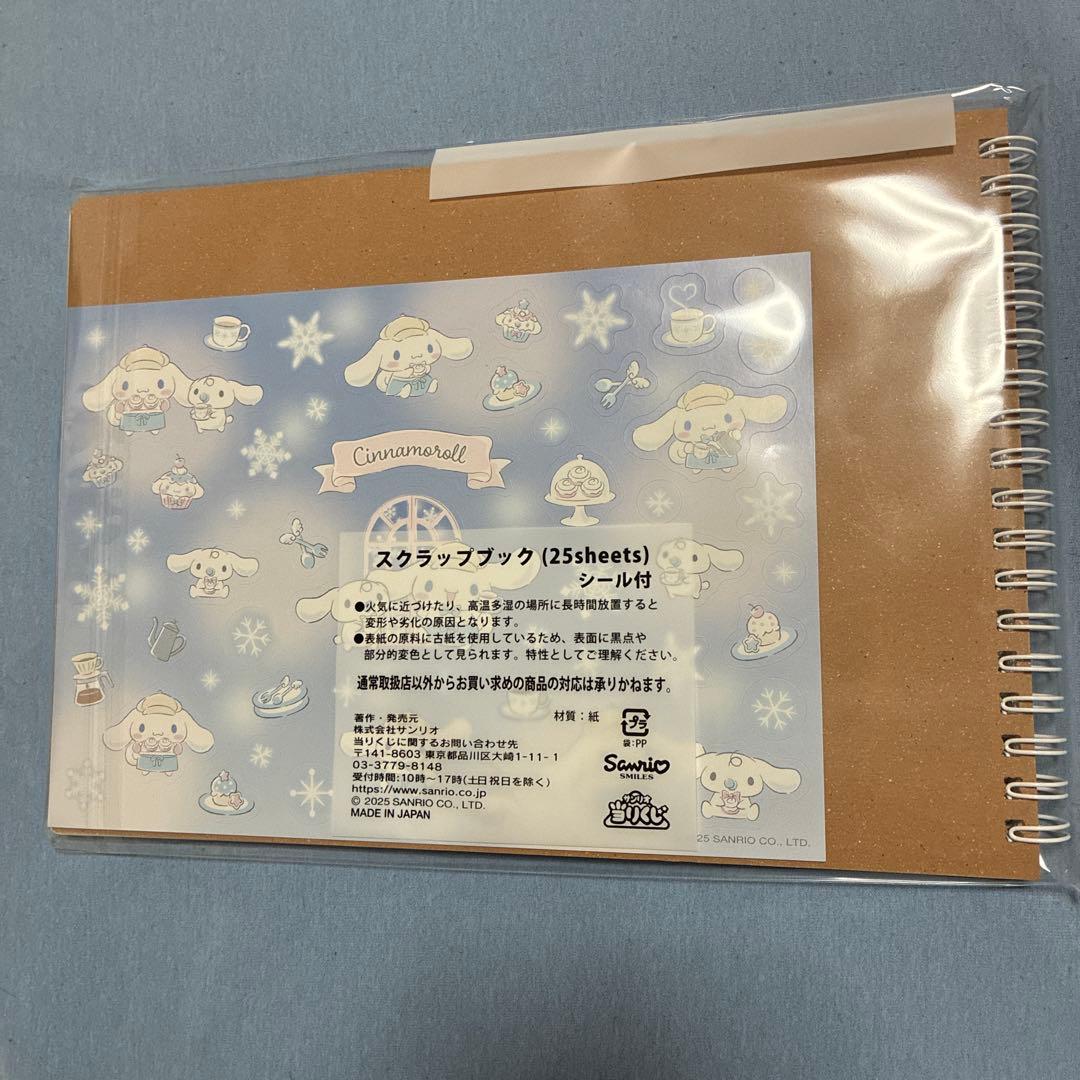 Cinnamoroll
スクラップブック (25sheets)
シール付
●火気に近づけたり、高温多湿の場所に長時間放置すると
変形や劣化の原因となります。
●表紙の原料に古紙を使用しているため、表面に黒点や
部分的変色として見られます。特性としてご理解ください。
通常取扱店以外からお買い求めの商品の対応は承りかねます。
著作・発売元
株式会社サンリオ
当りくじに関するお問い合わせ先
〒141-8603 東京都品川区大崎1-11-1
03-3779-8148
受付時間:10時～17時(土日祝日を除く)
https://www.sanrio.co.jp
© 2025 SANRIO CO., LTD.
MADE IN JAPAN
材質：紙
プラ
袋:PP
Sanrio
SMILES
サンリオ
当りくじ
25 SANRIO CO., LTD.